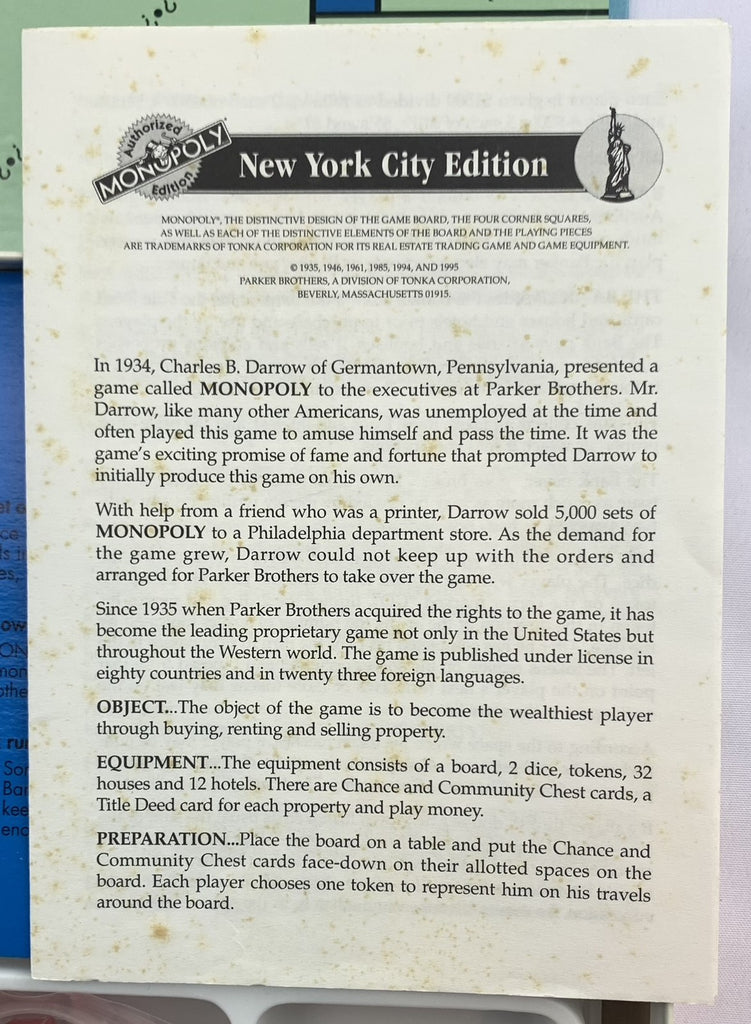 Authorized
MONOPOLY
Edition
New York City Edition
MONOPOLY®, THE DISTINCTIVE DESIGN OF THE GAME BOARD, THE FOUR CORNER SQUARES,
AS WELL AS EACH OF THE DISTINCTIVE ELEMENTS OF THE BOARD AND THE PLAYING PIECES
ARE TRADEMARKS OF TONKA CORPORATION FOR ITS REAL ESTATE TRADING GAME AND GAME EQUIPMENT.
© 1935, 1946, 1961, 1985, 1994, AND 1995
PARKER BROTHERS, A DIVISION OF TONKA CORPORATION,
BEVERLY, MASSACHUSETTS 01915.
In 1934, Charles B. Darrow of Germantown, Pennsylvania, presented a
game called MONOPOLY to the executives at Parker Brothers. Mr.
Darrow, like many other Americans, was unemployed at the time and
often played this game to amuse himself and pass the time. It was the
game's exciting promise of fame and fortune that prompted Darrow to
initially produce this game on his own.
With help from a friend who was a printer, Darrow sold 5,000 sets of
MONOPOLY to a Philadelphia department store. As the demand for
the game grew, Darrow could not keep up with the orders and
arranged for Parker Brothers to take over the game.
Since 1935 when Parker Brothers acquired the rights to the game, it has
become the leading proprietary game not only in the United States but
throughout the Western world. The game is published under license in
eighty countries and in twenty three foreign languages.
OBJECT...The object of the game is to become the wealthiest player
through buying, renting and selling property.
EQUIPMENT...The equipment consists of a board, 2 dice, tokens, 32
houses and 12 hotels. There are Chance and Community Chest cards, a
Title Deed card for each property and play money.
PREPARATION...Place the board on a table and put the Chance and
Community Chest cards face-down on their allotted spaces on the
board. Each player chooses one token to represent him on his travels
around the board.